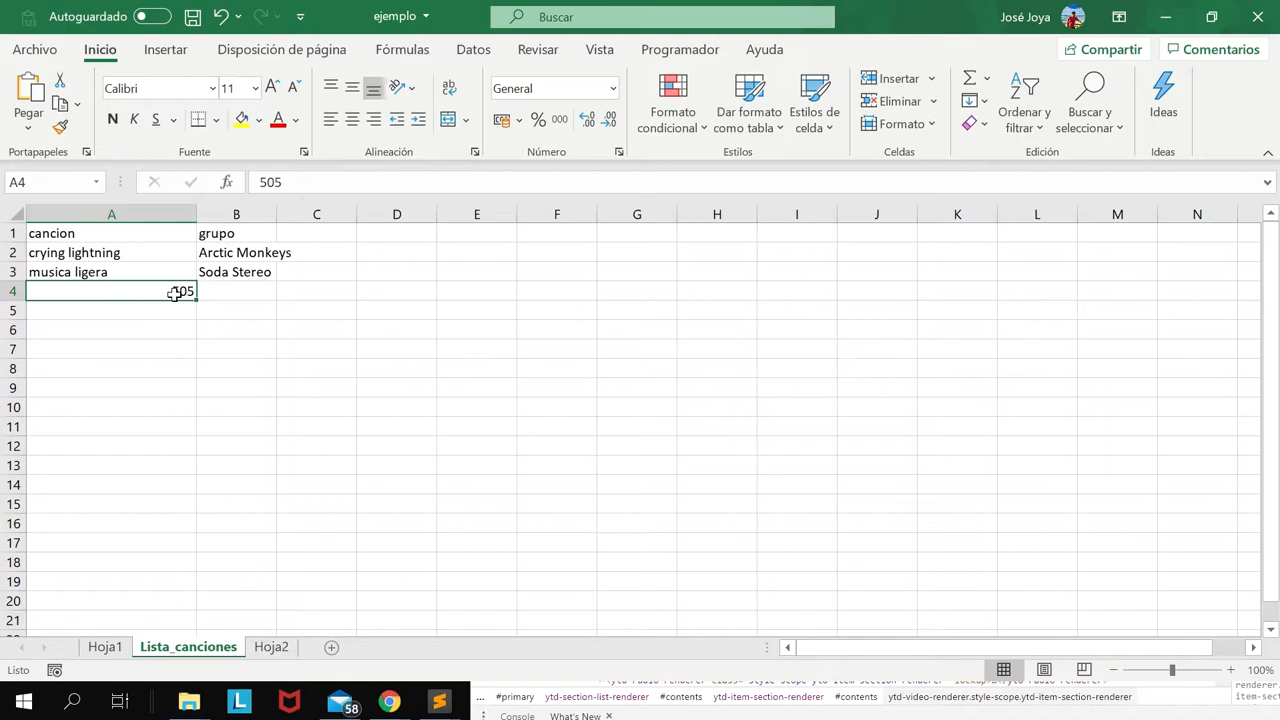 Autoguardado
ejemplo
Buscar
José Joya
Archivo Inicio Insertar Disposición de página Fórmulas Datos Revisar Vista Programador Ayuda Compartir Comentarios
Pegar
Portapapeles
Calibri 11
N K S
Fuente
ab
Alineación
General
% 000
Número
Formato condicional
Dar formato como tabla
Estilos de celda
Estilos
Insertar
Eliminar
Formato
Celdas
Ordenar y filtrar
Buscar y seleccionar
Edición
Ideas
Ideas
A4 fx 505
A B C D E F G H I J K L M N
1 cancion grupo
2 crying lightning Arctic Monkeys
3 musica ligera Soda Stereo
4 505
5
6
7
8
9
10
11
12
13
14
15
16
17
18
19
20
21
Hoja1 Lista_canciones Hoja2
Listo 100%
58
... #primary ytd-section-list-renderer #contents ytd-item-section-renderer #contents ytd-video-renderer.style-scope.ytd-item-section-renderer
Console What's New